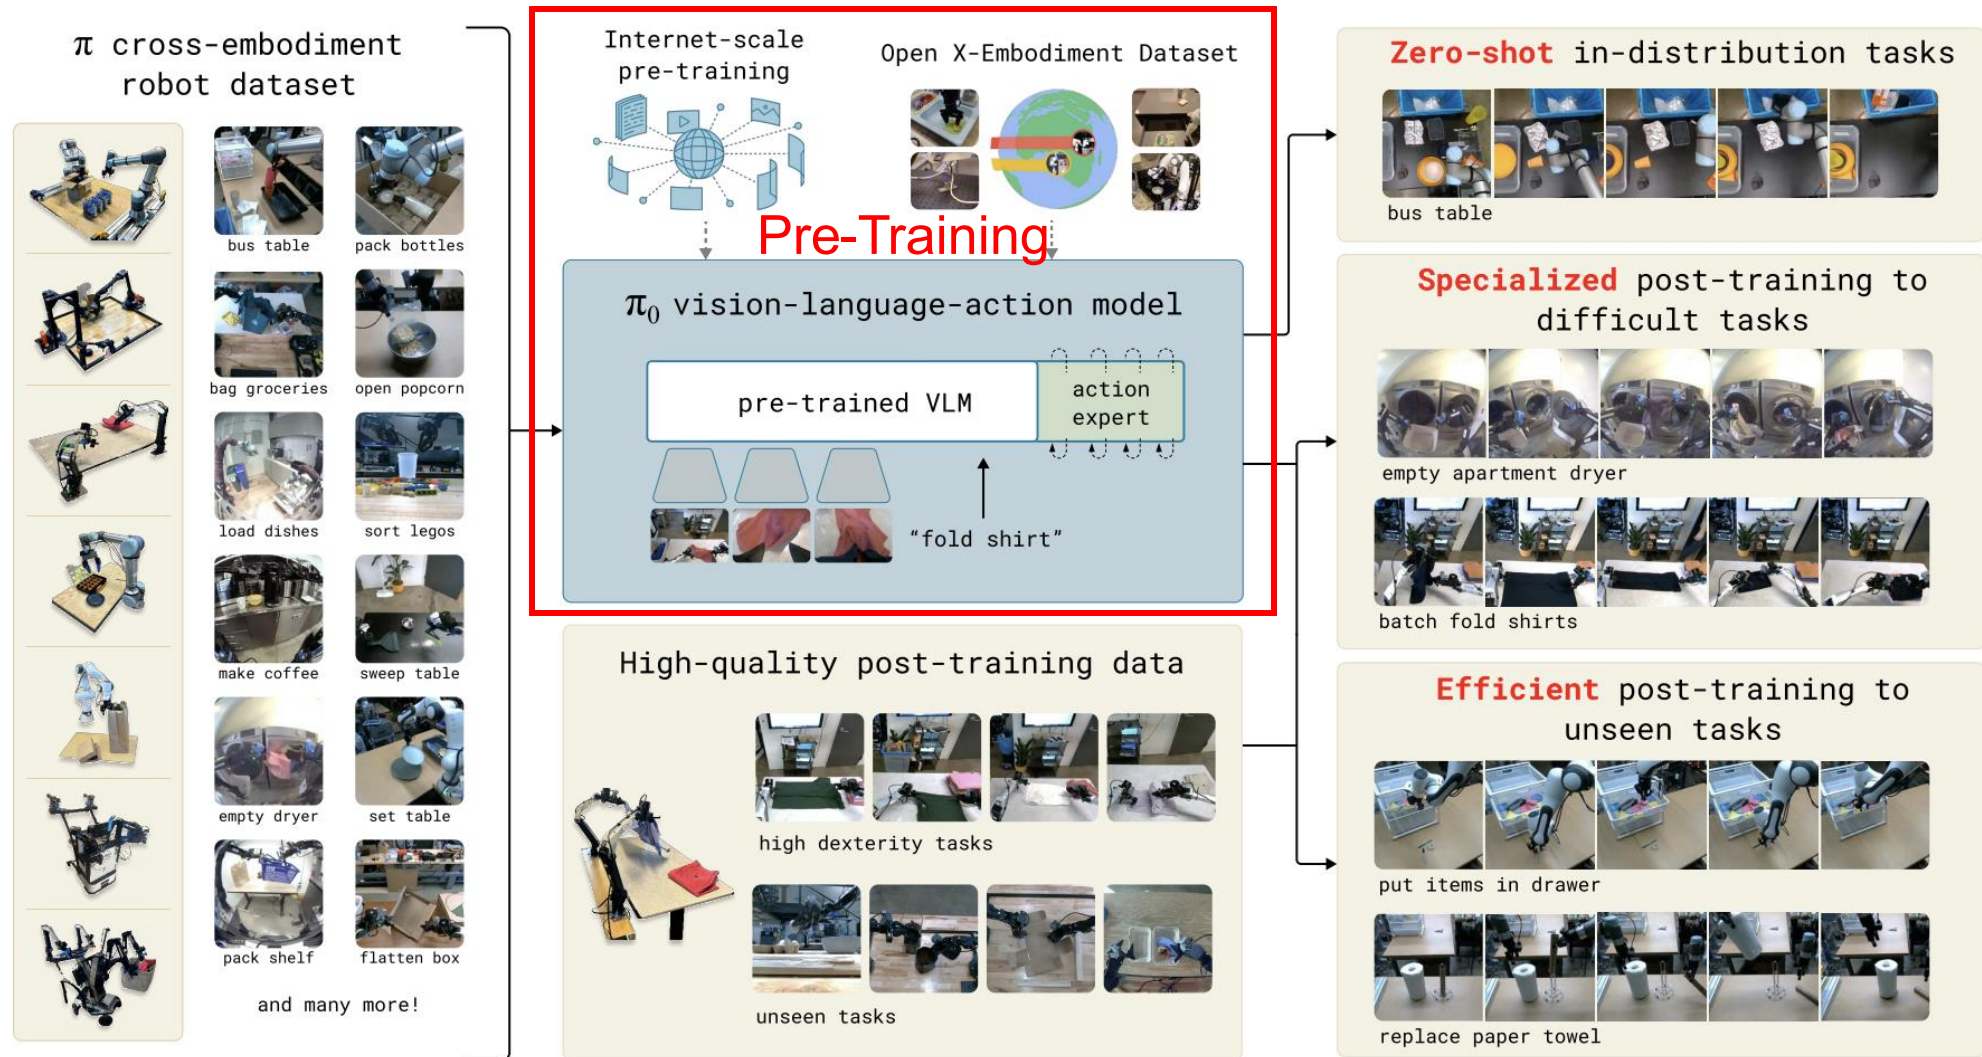 π cross-embodiment
robot dataset
bus table
pack bottles
bag groceries
open popcorn
load dishes
sort legos
make coffee
sweep table
empty dryer
set table
pack shelf
flatten box
and many more!
Internet-scale
pre-training
Open X-Embodiment Dataset
Pre-Training
π₀ vision-language-action model
pre-trained VLM
action
expert
“fold shirt”
High-quality post-training data
high dexterity tasks
unseen tasks
Zero-shot in-distribution tasks
bus table
Specialized post-training to
difficult tasks
empty apartment dryer
batch fold shirts
Efficient post-training to
unseen tasks
put items in drawer
replace paper towel